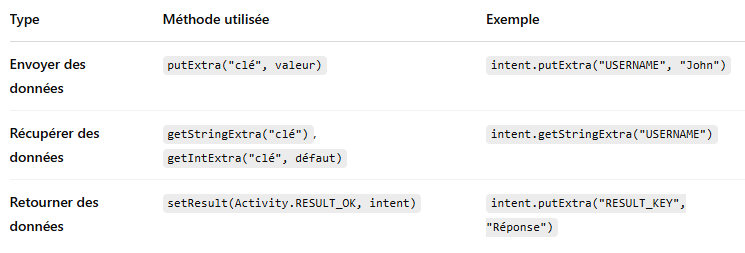 Type Méthode utilisée Exemple
Envoyer des données putExtra("clé", valeur) intent.putExtra("USERNAME", "John")
Récupérer des données getStringExtra("clé"), getIntExtra("clé", défaut) intent.getStringExtra("USERNAME")
Retourner des données setResult(Activity.RESULT_OK, intent) intent.putExtra("RESULT_KEY", "Réponse")